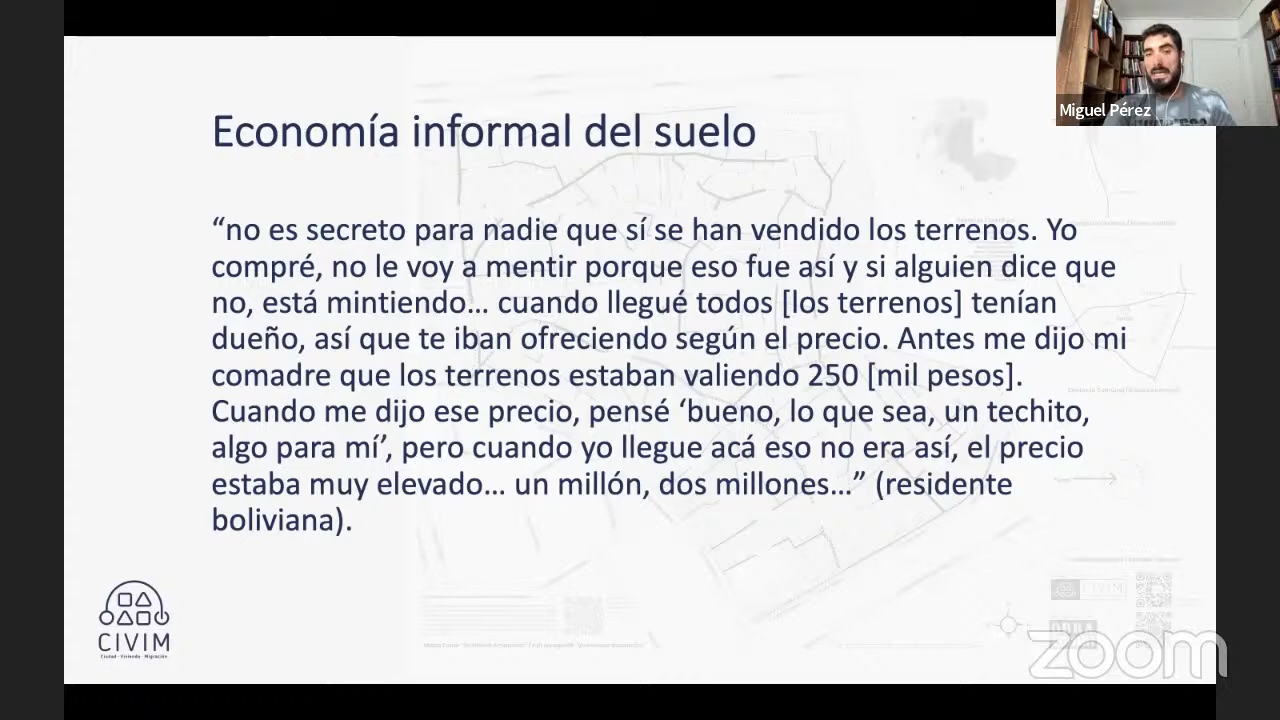 Miguel Pérez
Economía informal del suelo
“no es secreto para nadie que sí se han vendido los terrenos. Yo
compré, no le voy a mentir porque eso fue así y si alguien dice que
no, está mintiendo… cuando llegué todos [los terrenos] tenían
dueño, así que te iban ofreciendo según el precio. Antes me dijo mi
comadre que los terrenos estaban valiendo 250 [mil pesos].
Cuando me dijo ese precio, pensé ‘bueno, lo que sea, un techito,
algo para mí’, pero cuando yo llegue acá eso no era así, el precio
estaba muy elevado… un millón, dos millones…” (residente
boliviana).
CIVIM
Ciudad · Vivienda · Migración
CIVIM
zoom